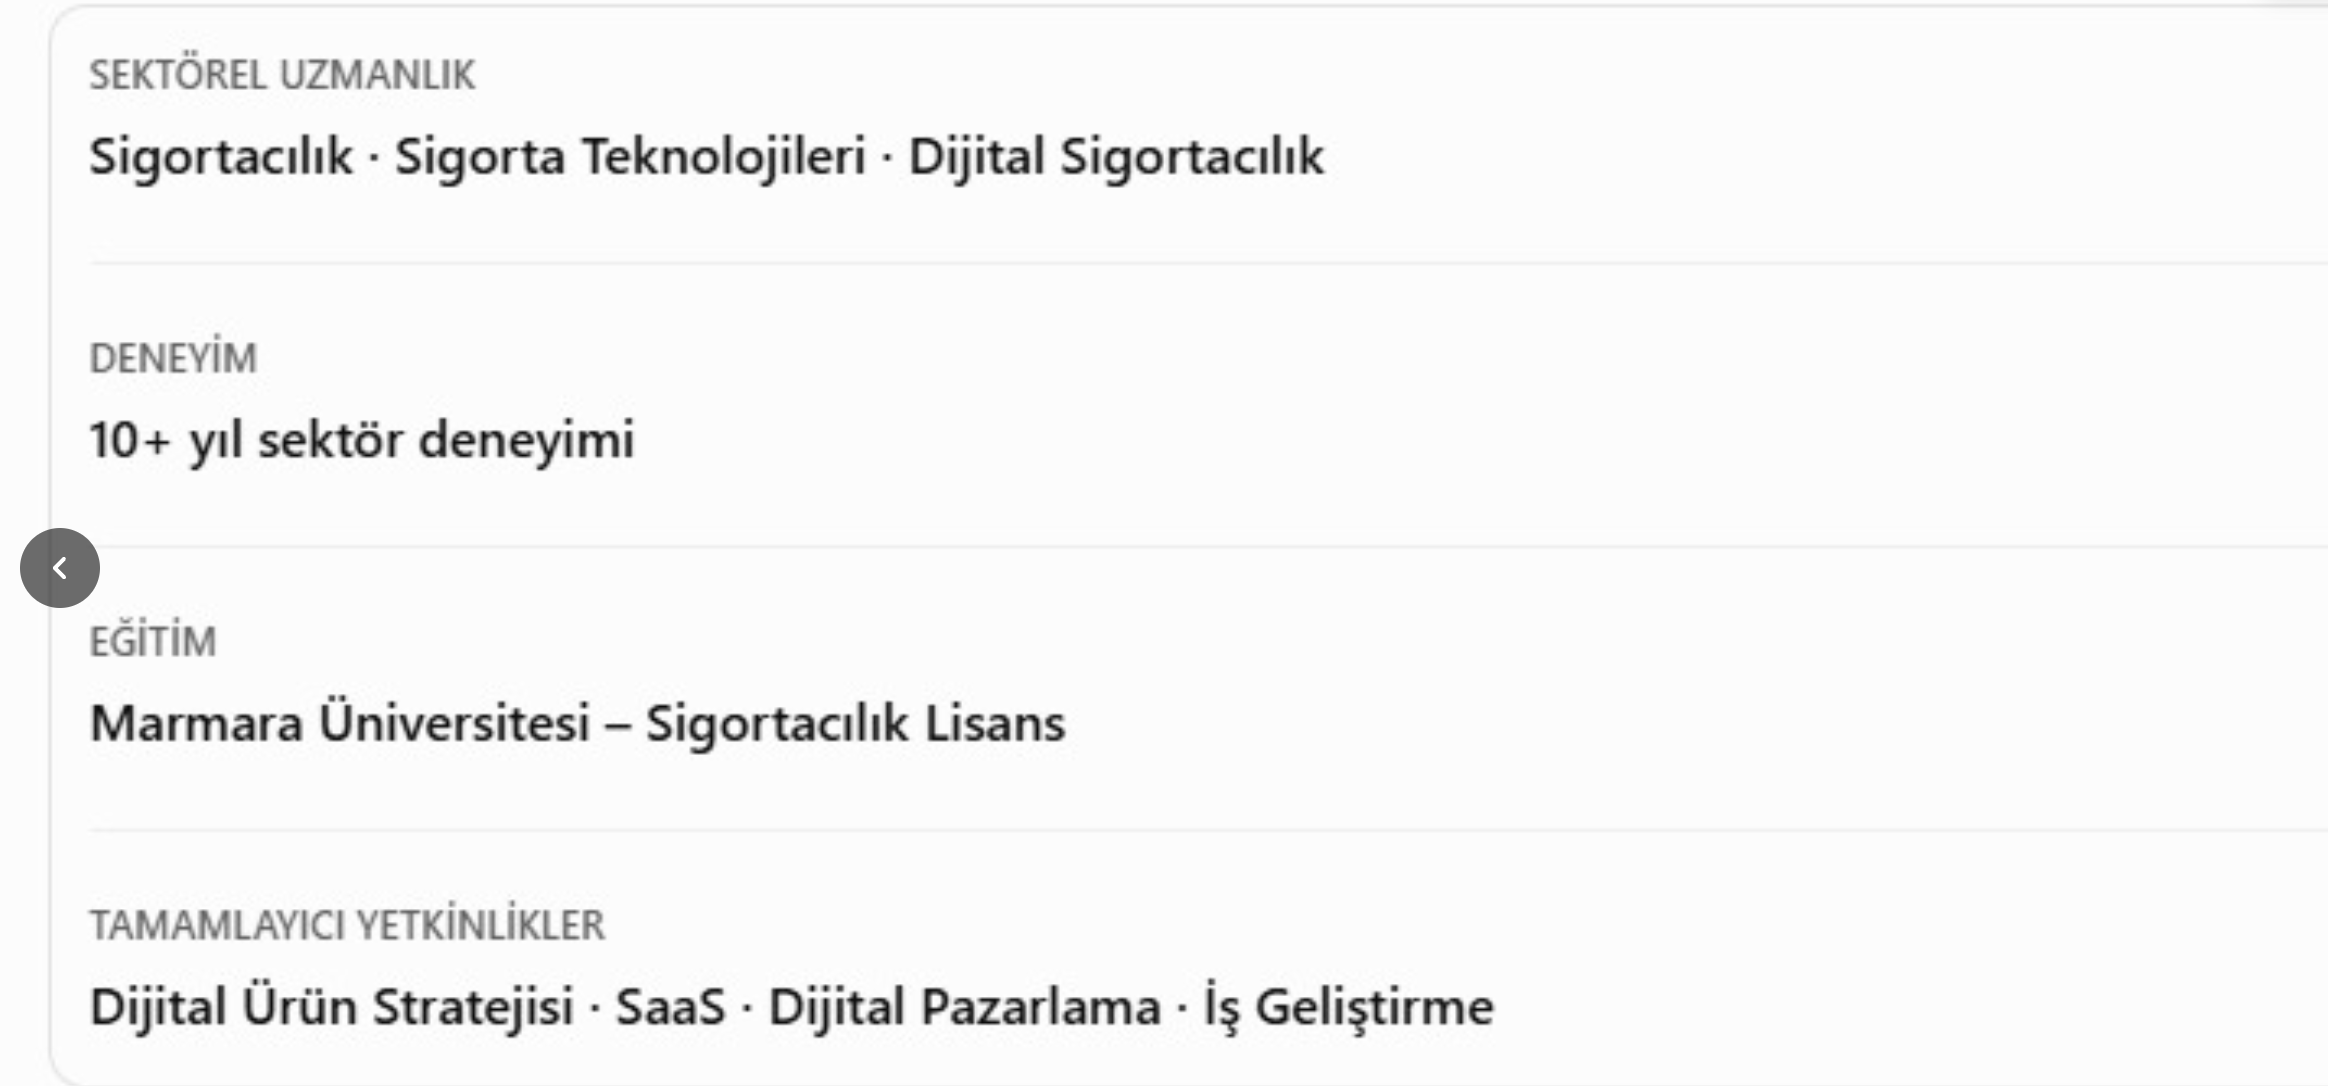 SEKTÖREL UZMANLIK
Sigortacılık · Sigorta Teknolojileri · Dijital Sigortacılık
DENEYİM
10+ yıl sektör deneyimi
EĞİTİM
Marmara Üniversitesi – Sigortacılık Lisans
TAMAMLAYICI YETKİNLİKLER
Dijital Ürün Stratejisi · SaaS · Dijital Pazarlama · İş Geliştirme